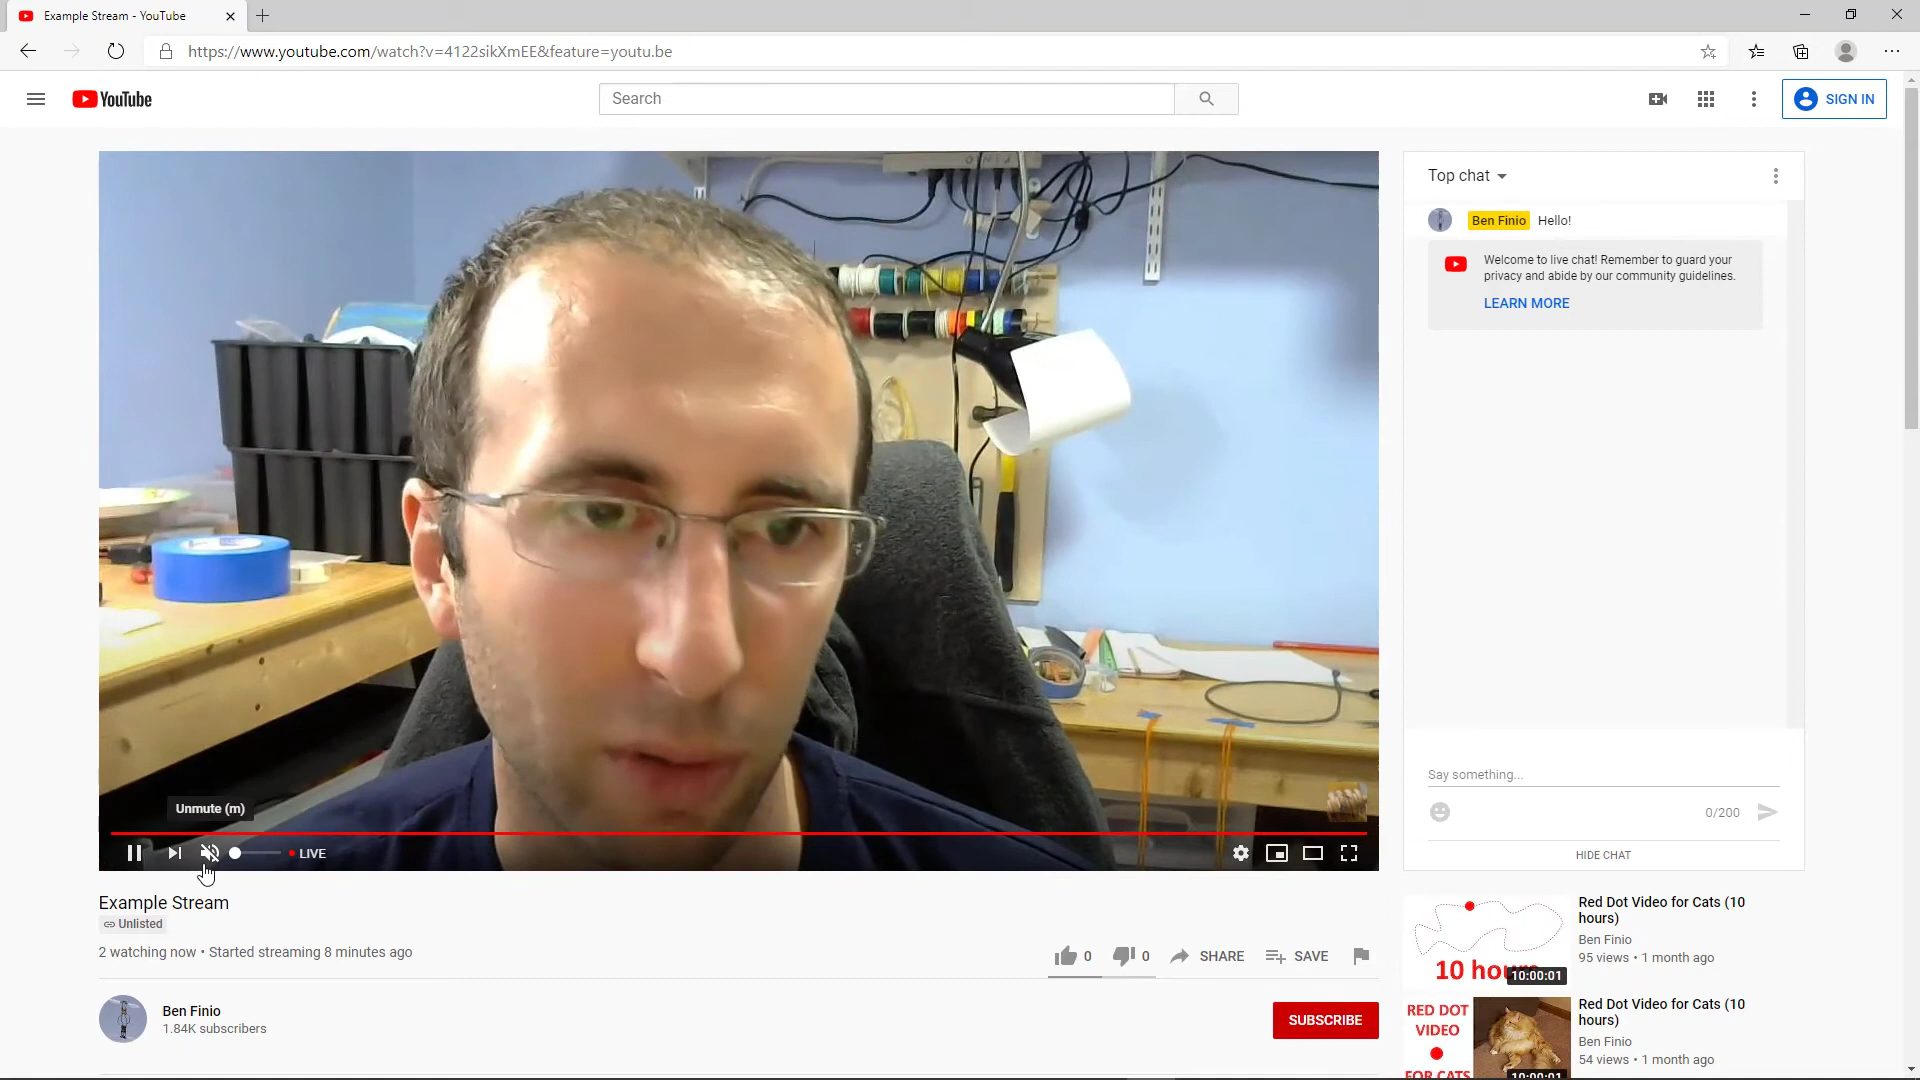 Example Stream - YouTube
https://www.youtube.com/watch?v=4122sikXmEE&feature=youtu.be
YouTube
Search
SIGN IN
Top chat
Ben Finio Hello!
Welcome to live chat! Remember to guard your
privacy and abide by our community guidelines.
LEARN MORE
Say something...
0/200
HIDE CHAT
Unmute (m)
LIVE
Example Stream
Unlisted
2 watching now • Started streaming 8 minutes ago
0
0
SHARE
SAVE
Ben Finio
1.84K subscribers
SUBSCRIBE
10:00:01
Red Dot Video for Cats (10
hours)
Ben Finio
95 views • 1 month ago
RED DOT
VIDEO
FOR CATS
10:00:01
Red Dot Video for Cats (10
hours)
Ben Finio
54 views • 1 month ago